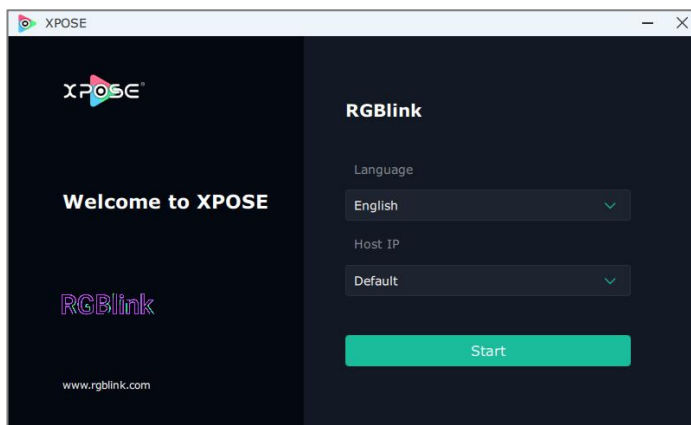 XPOSE
XPOSE
Welcome to XPOSE
RGBlink
www.rgblink.com
RGBlink
Language
English
Host IP
Default
Start